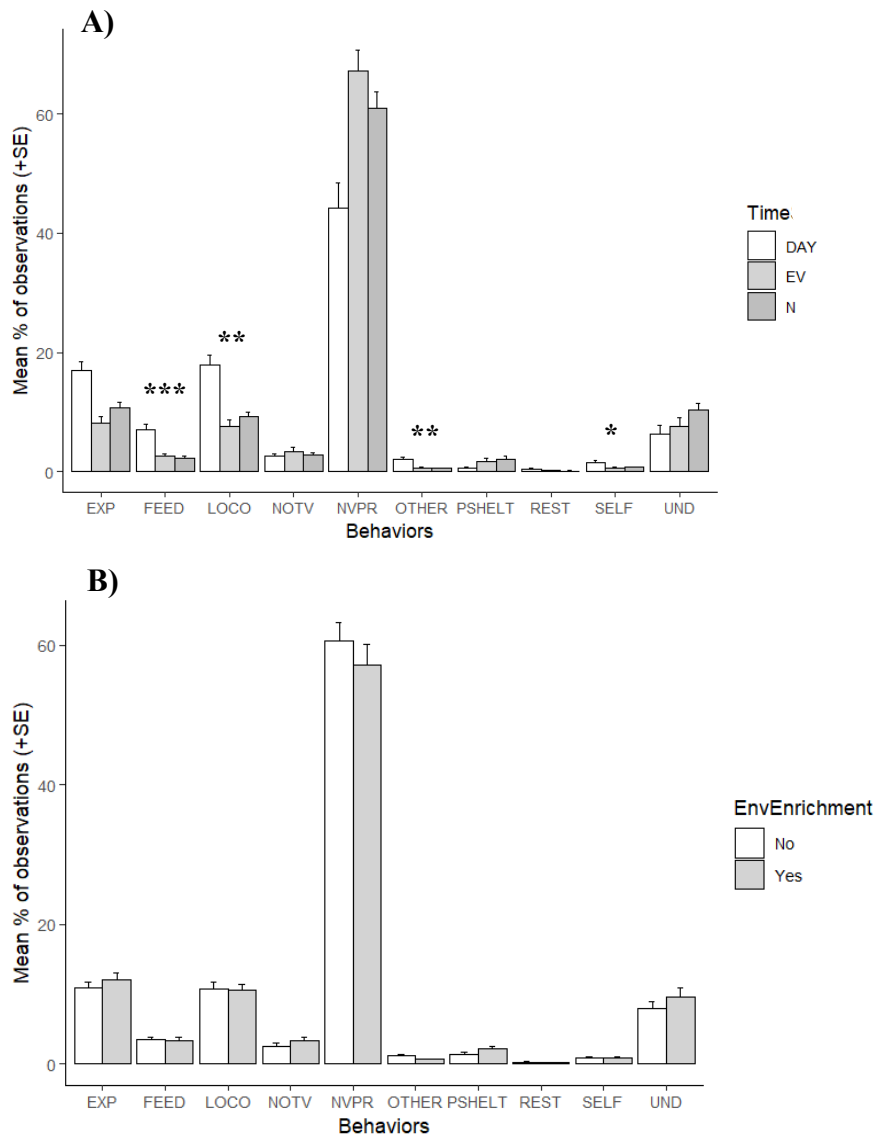 A)
Mean % of observations (+SE)
60
40
20
0
***
**
**
*
EXP FEED LOCO NOTV NVPR OTHER PSHELT REST SELF UND
Behaviors
Time
DAY
EV
N
B)
Mean % of observations (+SE)
60
40
20
0
EXP FEED LOCO NOTV NVPR OTHER PSHELT REST SELF UND
Behaviors
EnvEnrichment
No
Yes